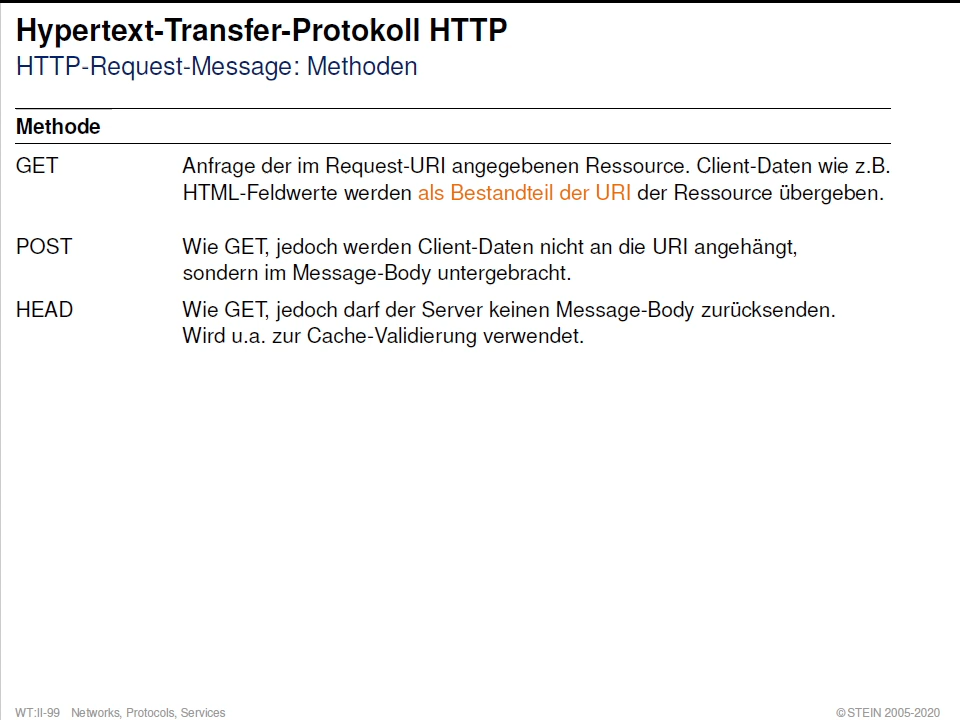 Hypertext-Transfer-Protokoll HTTP
HTTP-Request-Message: Methoden
Methode
GET Anfrage der im Request-URI angegebenen Ressource. Client-Daten wie z.B.
HTML-Feldwerte werden als Bestandteil der URI der Ressource übergeben.
POST Wie GET, jedoch werden Client-Daten nicht an die URI angehängt,
sondern im Message-Body untergebracht.
HEAD Wie GET, jedoch darf der Server keinen Message-Body zurücksenden.
Wird u.a. zur Cache-Validierung verwendet.
WT:II-99 Networks, Protocols, Services ©STEIN 2005-2020